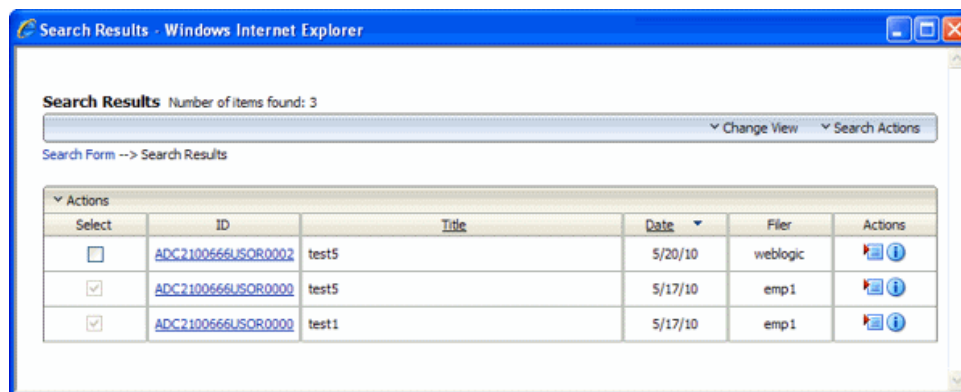 Search Results - Windows Internet Explorer
Search Results Number of items found: 3
Change View Search Actions
Search Form --> Search Results
Actions
Select ID Title Date Filer Actions
ADC2100666USOR0002 test5 5/20/10 weblogic
ADC2100666USOR0000 test5 5/17/10 emp1
ADC2100666USOR0000 test1 5/17/10 emp1